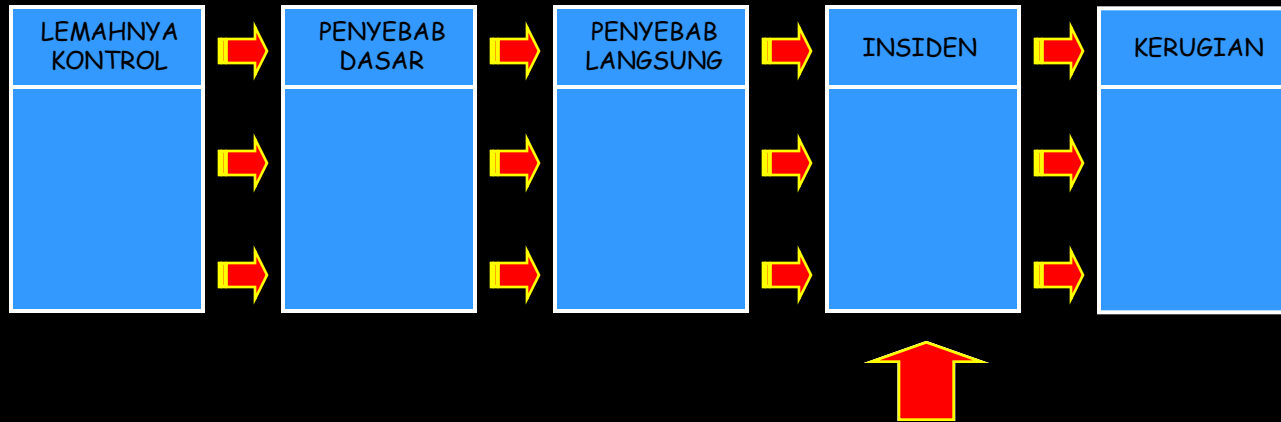 LEMAHNYA
KONTROL
PENYEBAB
DASAR
PENYEBAB
LANGSUNG
INSIDEN
KERUGIAN